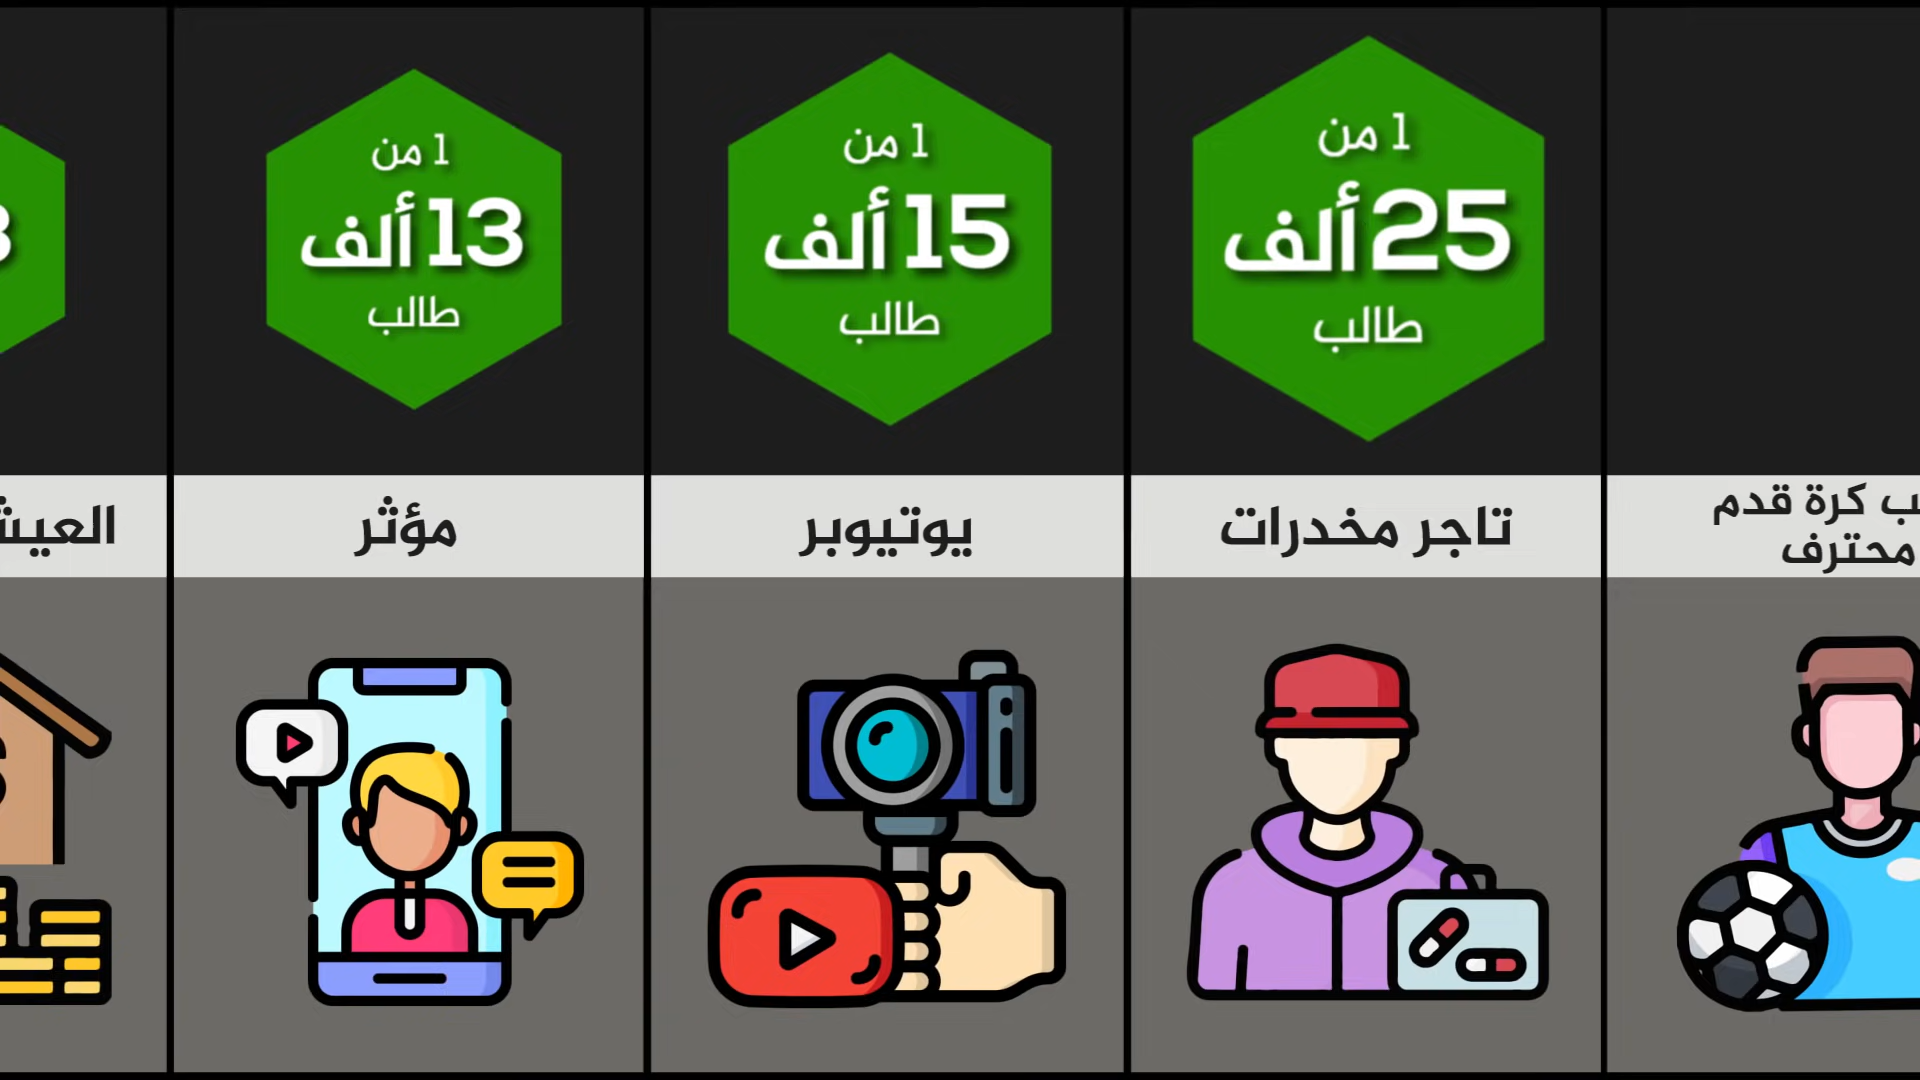 1 من
13 ألف
طالب
مؤثر
1 من
15 ألف
طالب
يوتيوبر
1 من
25 ألف
طالب
تاجر مخدرات
كرة قدم
محترف